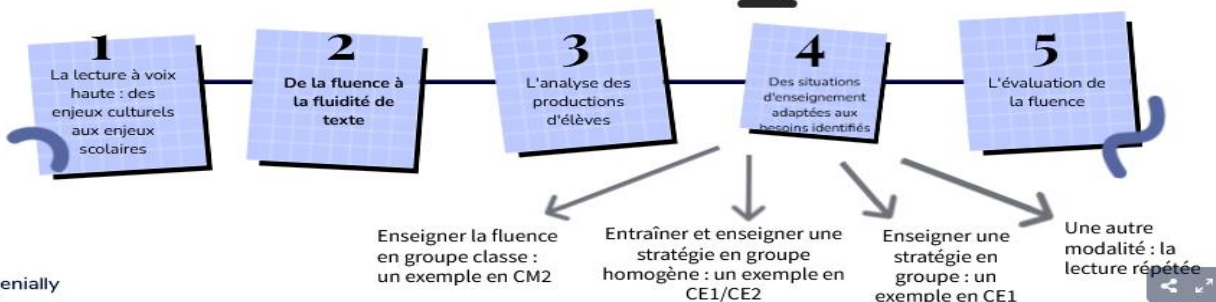 1
La lecture à voix
haute : des
enjeux culturels
aux enjeux
scolaires
2
De la fluence à
la fluidité de
texte
3
L'analyse des
productions
d'élèves
4
Des situations
d'enseignement
adaptées aux
besoins identifiés
5
L'évaluation de
la fluence
Enseigner la fluence
en groupe classe :
un exemple en CM2
Entraîner et enseigner une
stratégie en groupe
homogène : un exemple en
CE1/CE2
Enseigner une
stratégie en
groupe : un
exemple en CE1
Une autre
modalité : la
lecture répétée
enially